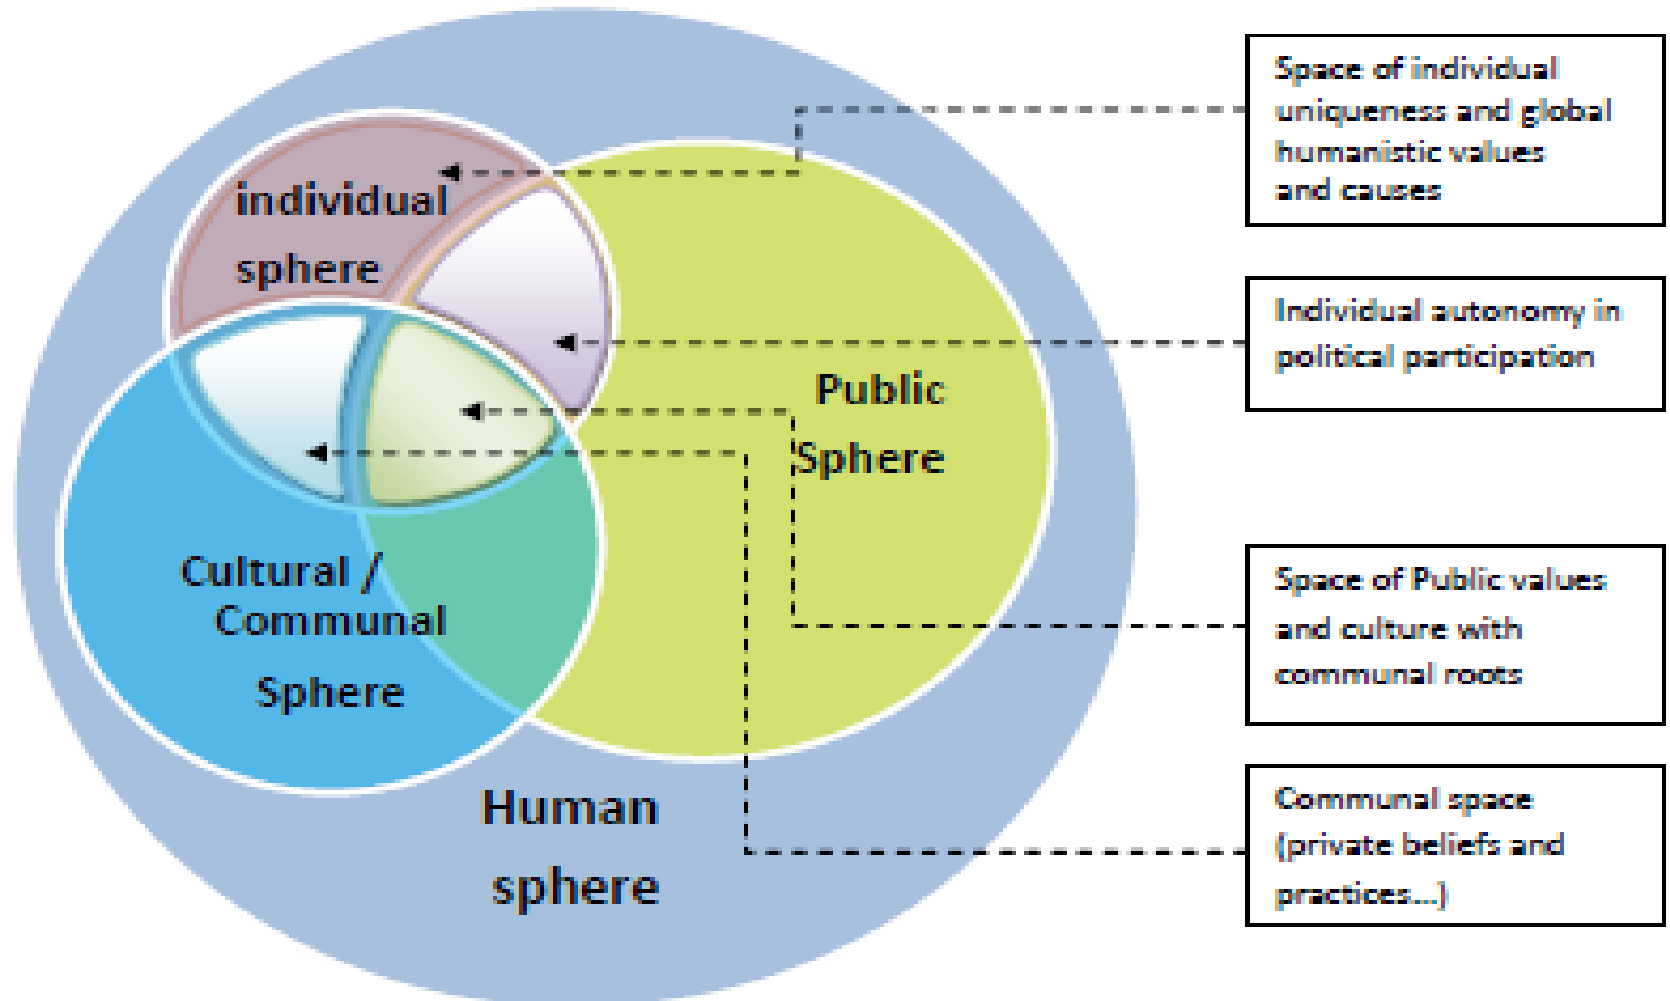 individual
sphere
Public
Sphere
Cultural /
Communal
Sphere
Human
sphere
Space of individual
uniqueness and global
humanistic values
and causes
Individual autonomy in
political participation
Space of Public values
and culture with
communal roots
Communal space
(private beliefs and
practices...)